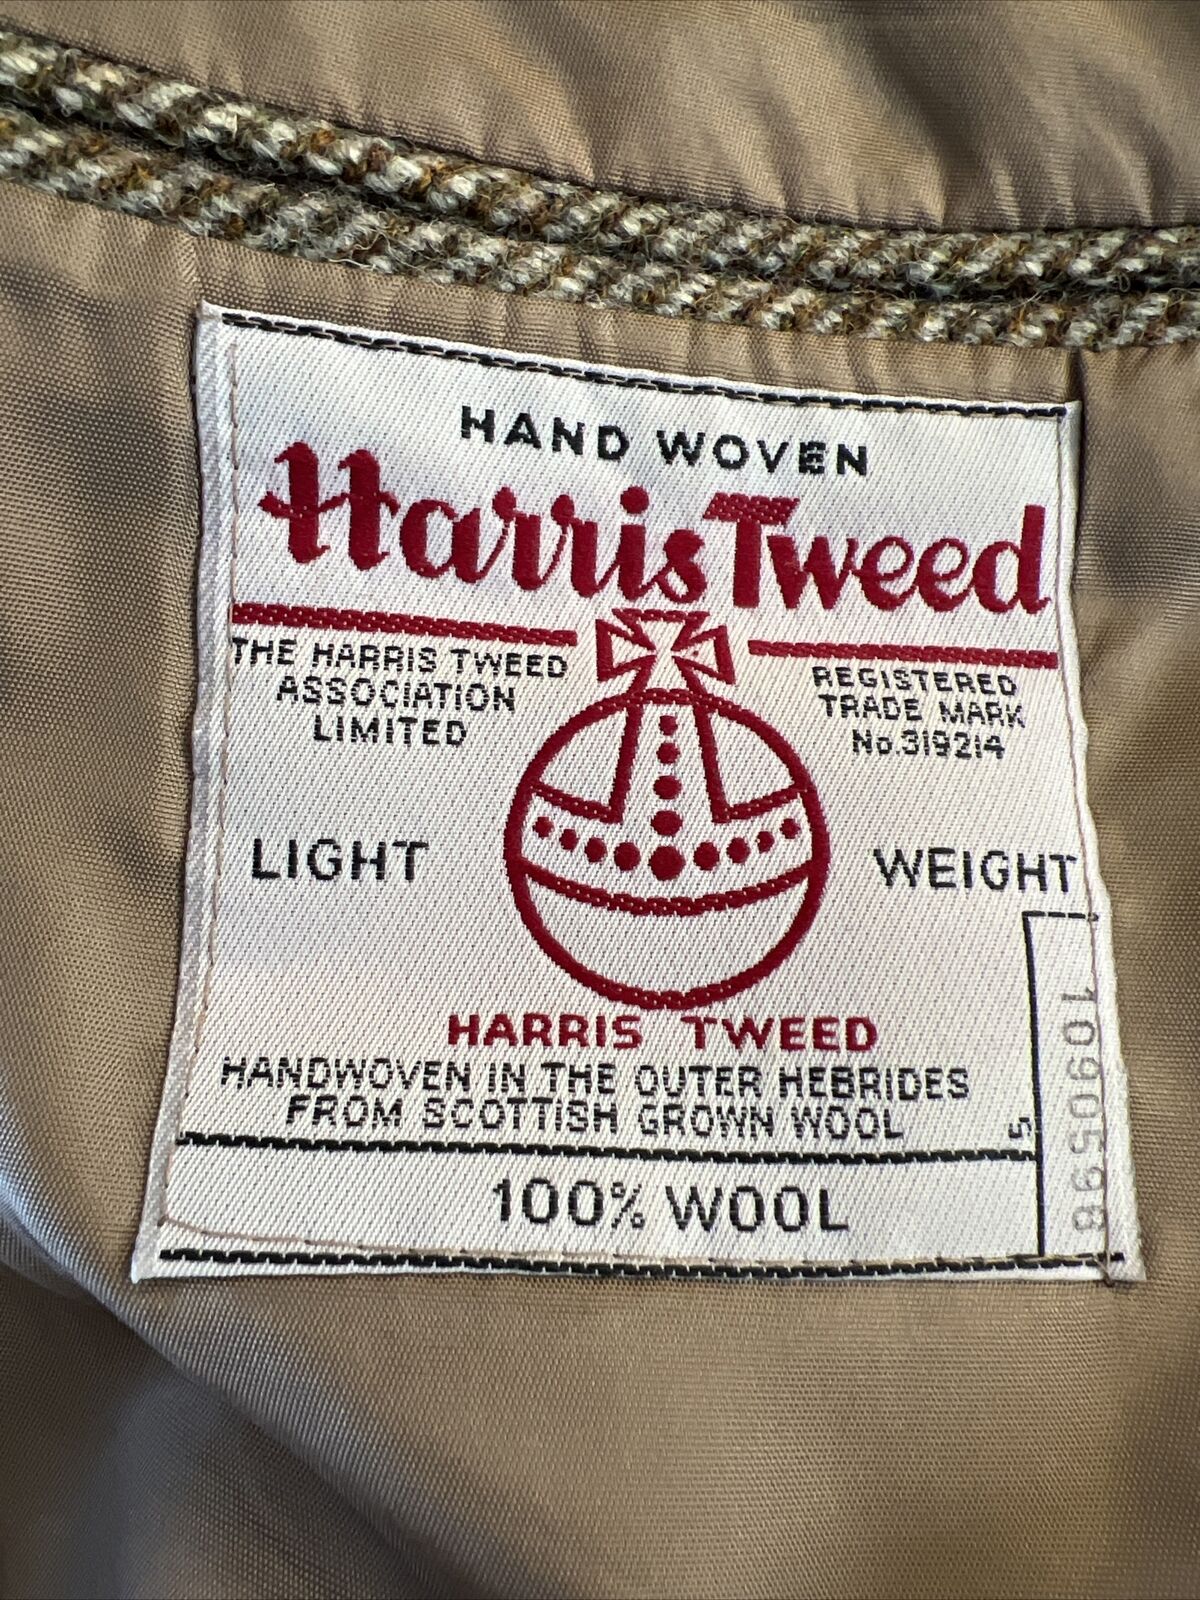 HAND WOVEN
Harris Tweed
THE HARRIS TWEED
ASSOCIATION
LIMITED
REGISTERED
TRADE MARK
No.319214
LIGHT WEIGHT
HARRIS TWEED
HANDWOVEN IN THE OUTER HEBRIDES
FROM SCOTTISH GROWN WOOL
5
100% WOOL